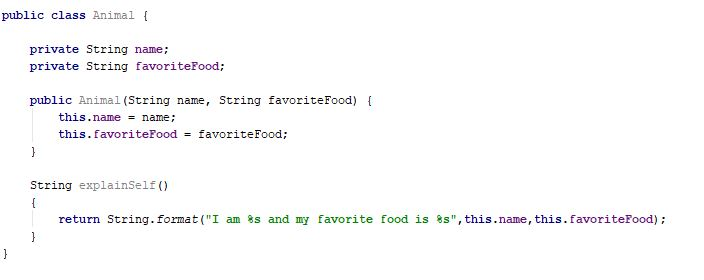 public class Animal {
private String name;
private String favoriteFood;
public Animal(String name, String favoriteFood) {
this.name = name;
this.favoriteFood = favoriteFood;
}
String explainSelf()
{
return String.format("I am %s and my favorite food is %s",this.name,this.favoriteFood);
}
}